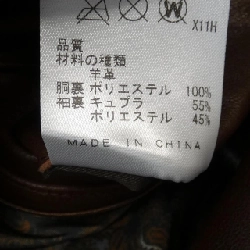 X11H
品質
材料の種類
羊革
胴裏 ポリエステル 100%
袖裏 キュプラ 55%
ポリエステル 45%
MADE IN CHINA